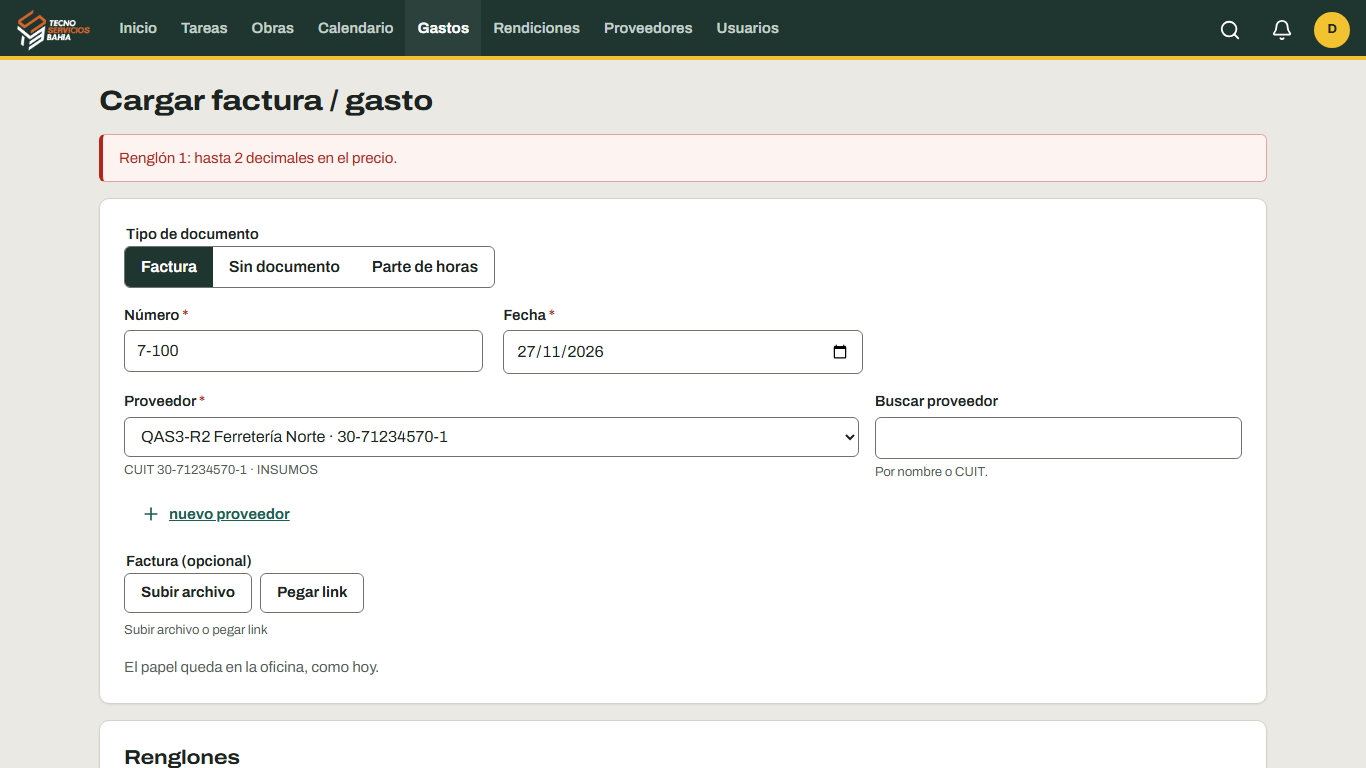 TECNO
SERVICIOS
BAHIA
Inicio Tareas Obras Calendario Gastos Rendiciones Proveedores Usuarios
D
Cargar factura / gasto
Renglón 1: hasta 2 decimales en el precio.
Tipo de documento
Factura Sin documento Parte de horas
Número * Fecha *
7-100 27/11/2026
Proveedor * Buscar proveedor
QAS3-R2 Ferretería Norte · 30-71234570-1
CUIT 30-71234570-1 · INSUMOS Por nombre o CUIT.
+ nuevo proveedor
Factura (opcional)
Subir archivo Pegar link
Subir archivo o pegar link
El papel queda en la oficina, como hoy.
Renglones